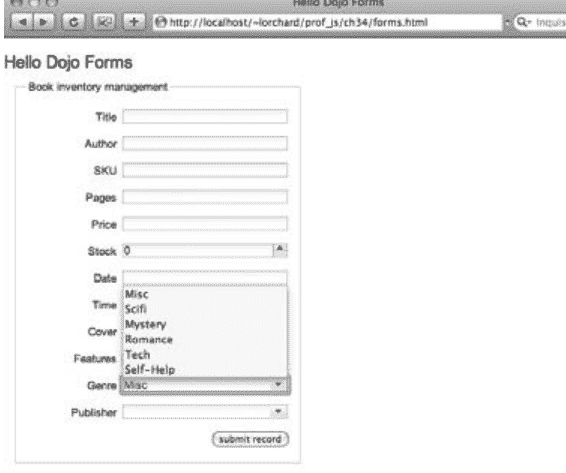 Hello Dojo Forms
http://localhost/~lorchard/prof_js/ch34/forms.html
Q- Inquis
Hello Dojo Forms
Book inventory management
Title
Author
SKU
Pages
Price
Stock 0
Date
Misc
Scifi
Time
Mystery
Cover
Romance
Features
Tech
Self-Help
Genre Misc
Publisher
submit record